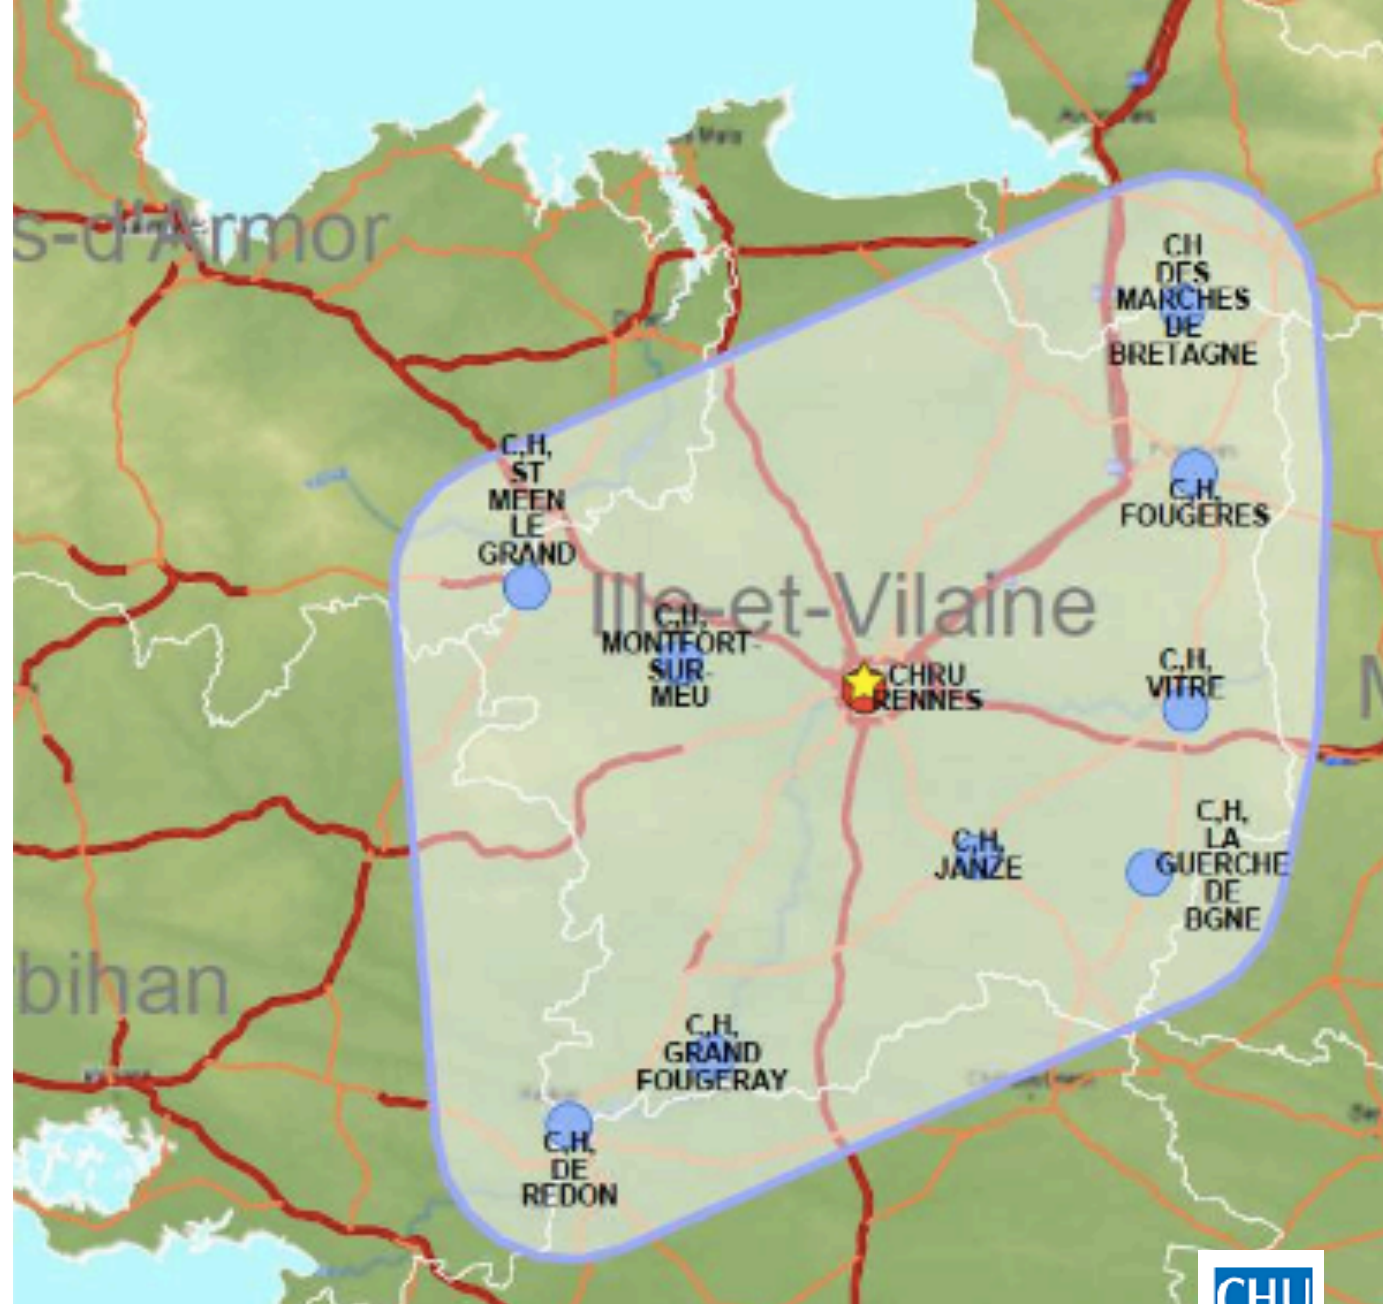 s-d'Armor
C.H
DES
MARCHES
DE
BRETAGNE
C,H,
ST
MEEN
LE
GRAND
C,H,
FOUGERES
Ille-et-Vilaine
C,H,
MONTFORT-
SUR-
MEU
CHRU
RENNES
C,H,
VITRE
M
C,H,
JANZE
C,H,
LA
GUERCHE
DE
BGNE
bihan
C,H,
GRAND
FOUGERAY
C,H,
DE
REDON
CHU